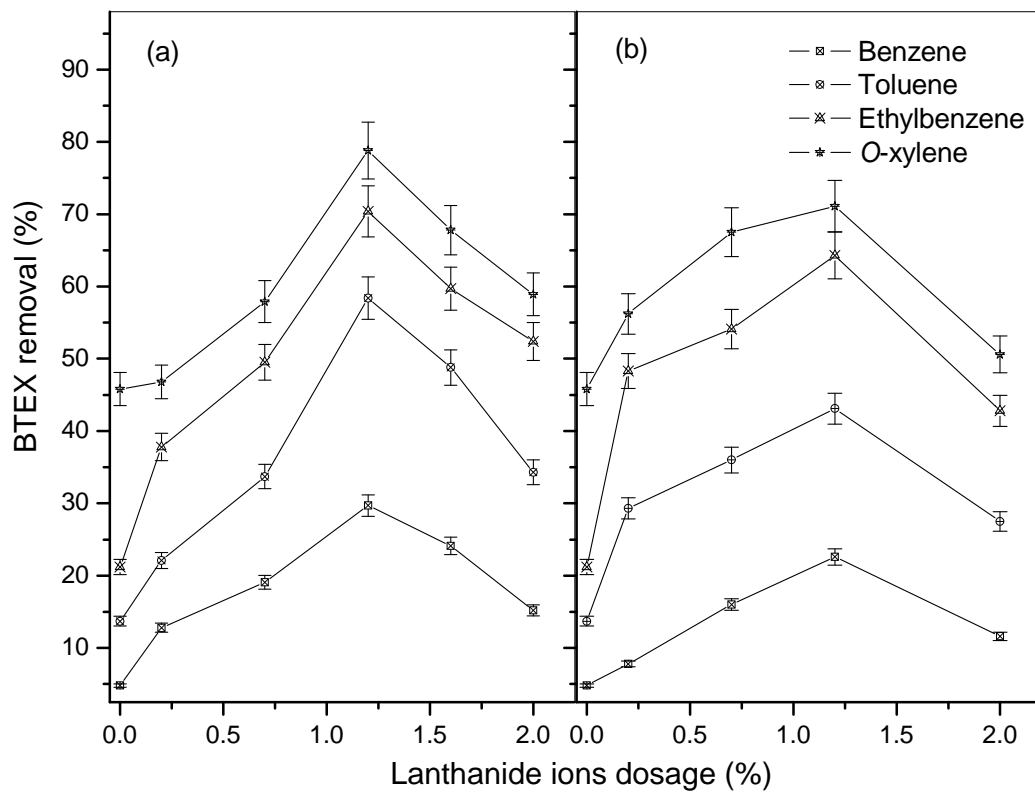 (a)
(b)
Benzene
Toluene
Ethylbenzene
O-xylene
BTEX removal (%)
90
80
70
60
50
40
30
20
10
0.0 0.5 1.0 1.5 2.0 0.0 0.5 1.0 1.5 2.0
Lanthanide ions dosage (%)